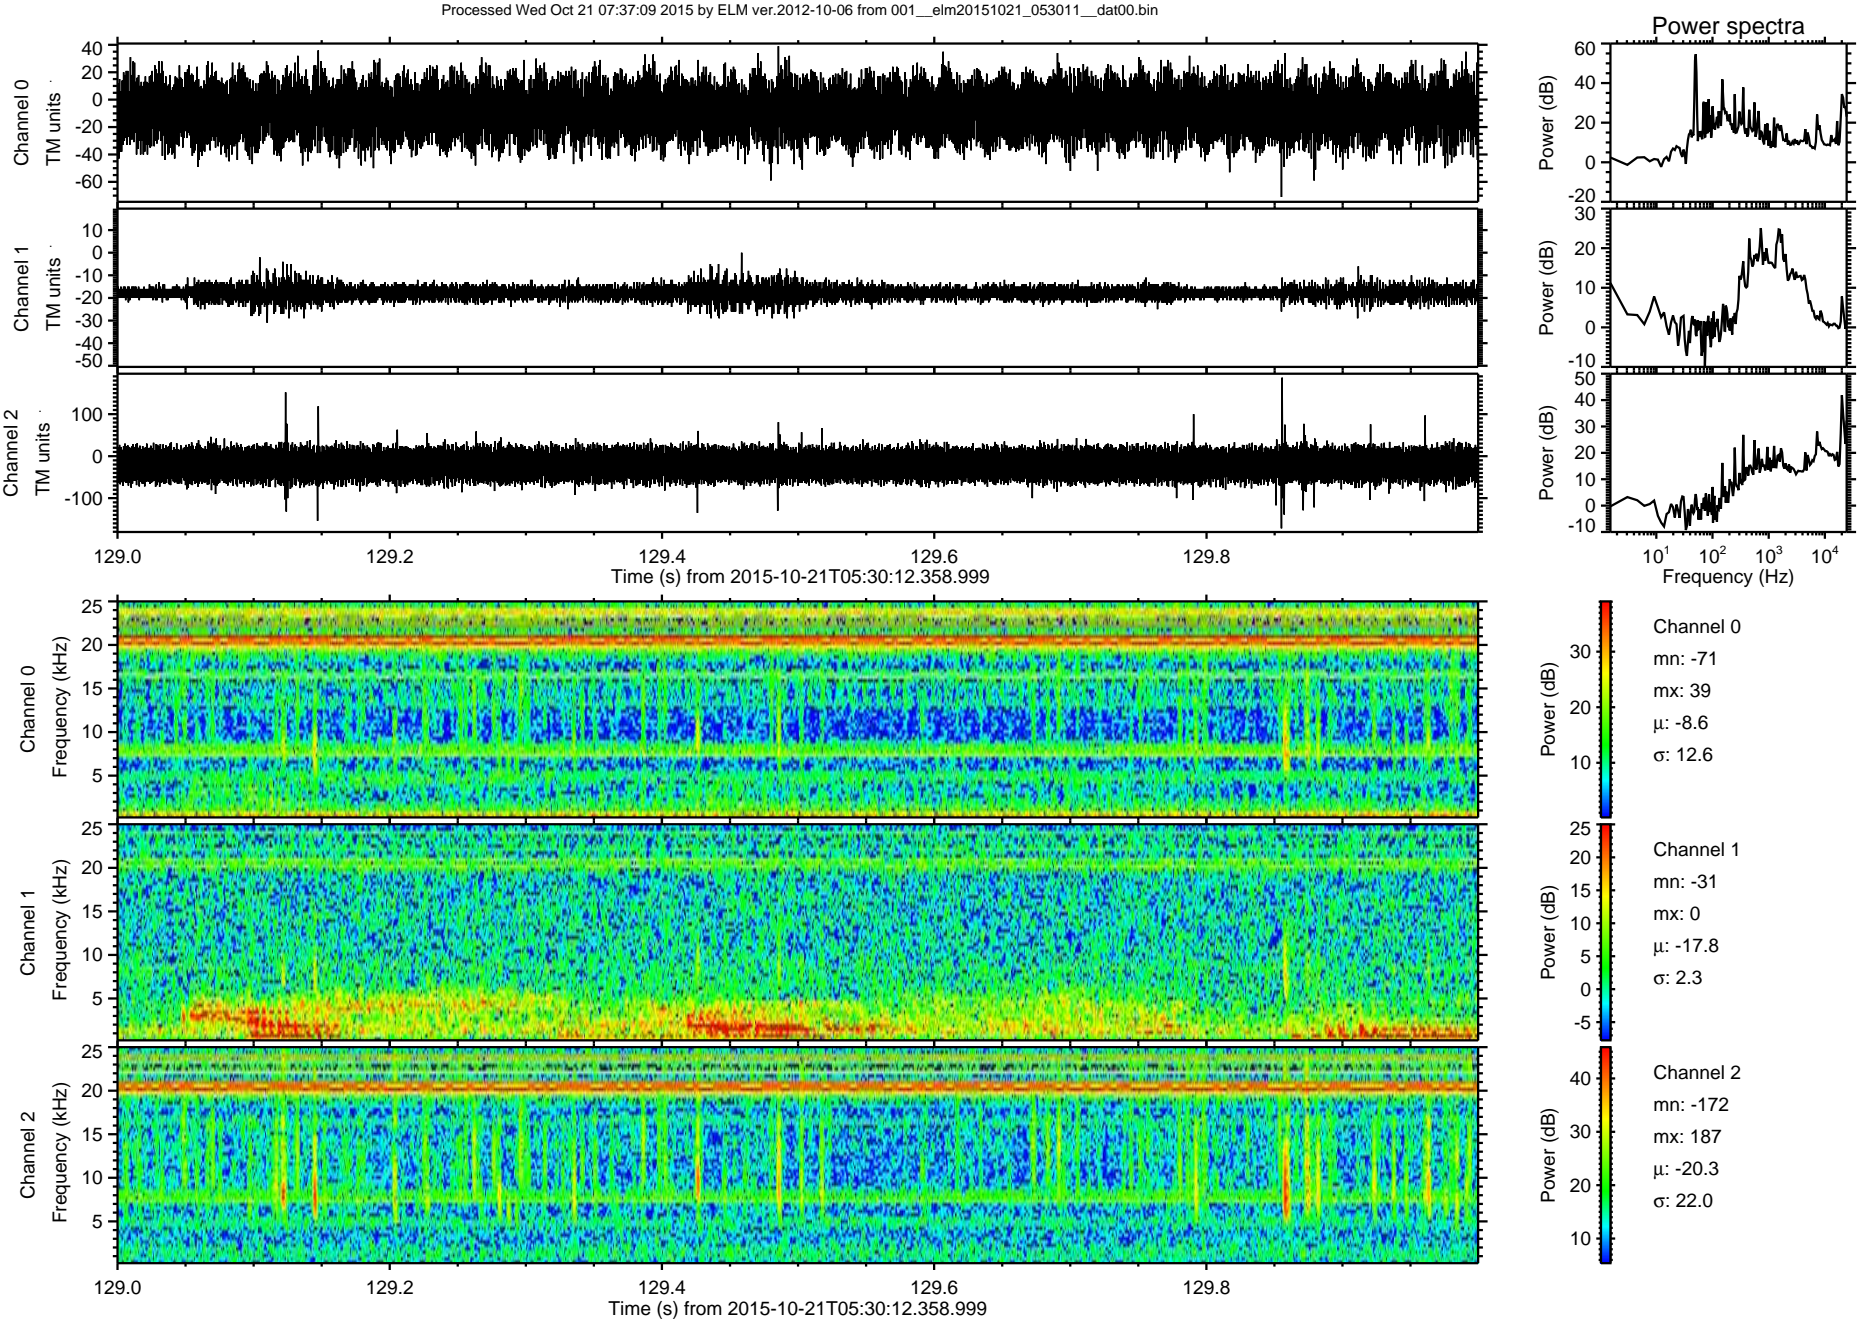 Processed Wed Oct 21 07:37:09 2015 by ELM ver.2012-10-06 from 001__elm20151021_053011__dat00.bin
Power spectra
Channel 0
TM units
40
20
0
-20
-40
-60
Power (dB)
60
40
20
0
-20
Channel 1
TM units
10
0
-10
-20
-30
-40
-50
Power (dB)
30
20
10
0
-10
Channel 2
TM units
100
0
-100
Power (dB)
50
40
30
20
10
0
-10
129.0 129.2 129.4 129.6 129.8
Time (s) from 2015-10-21T05:30:12.358.999
10¹ 10² 10³ 10⁴
Frequency (Hz)
Channel 0
Frequency (kHz)
25
20
15
10
5
Power (dB)
30
20
10
Channel 0
mn: -71
mx: 39
μ: -8.6
σ: 12.6
Channel 1
Frequency (kHz)
25
20
15
10
5
Power (dB)
25
20
15
10
5
0
-5
Channel 1
mn: -31
mx: 0
μ: -17.8
σ: 2.3
Channel 2
Frequency (kHz)
25
20
15
10
5
Power (dB)
40
30
20
10
Channel 2
mn: -172
mx: 187
μ: -20.3
σ: 22.0
129.0 129.2 129.4 129.6 129.8
Time (s) from 2015-10-21T05:30:12.358.999